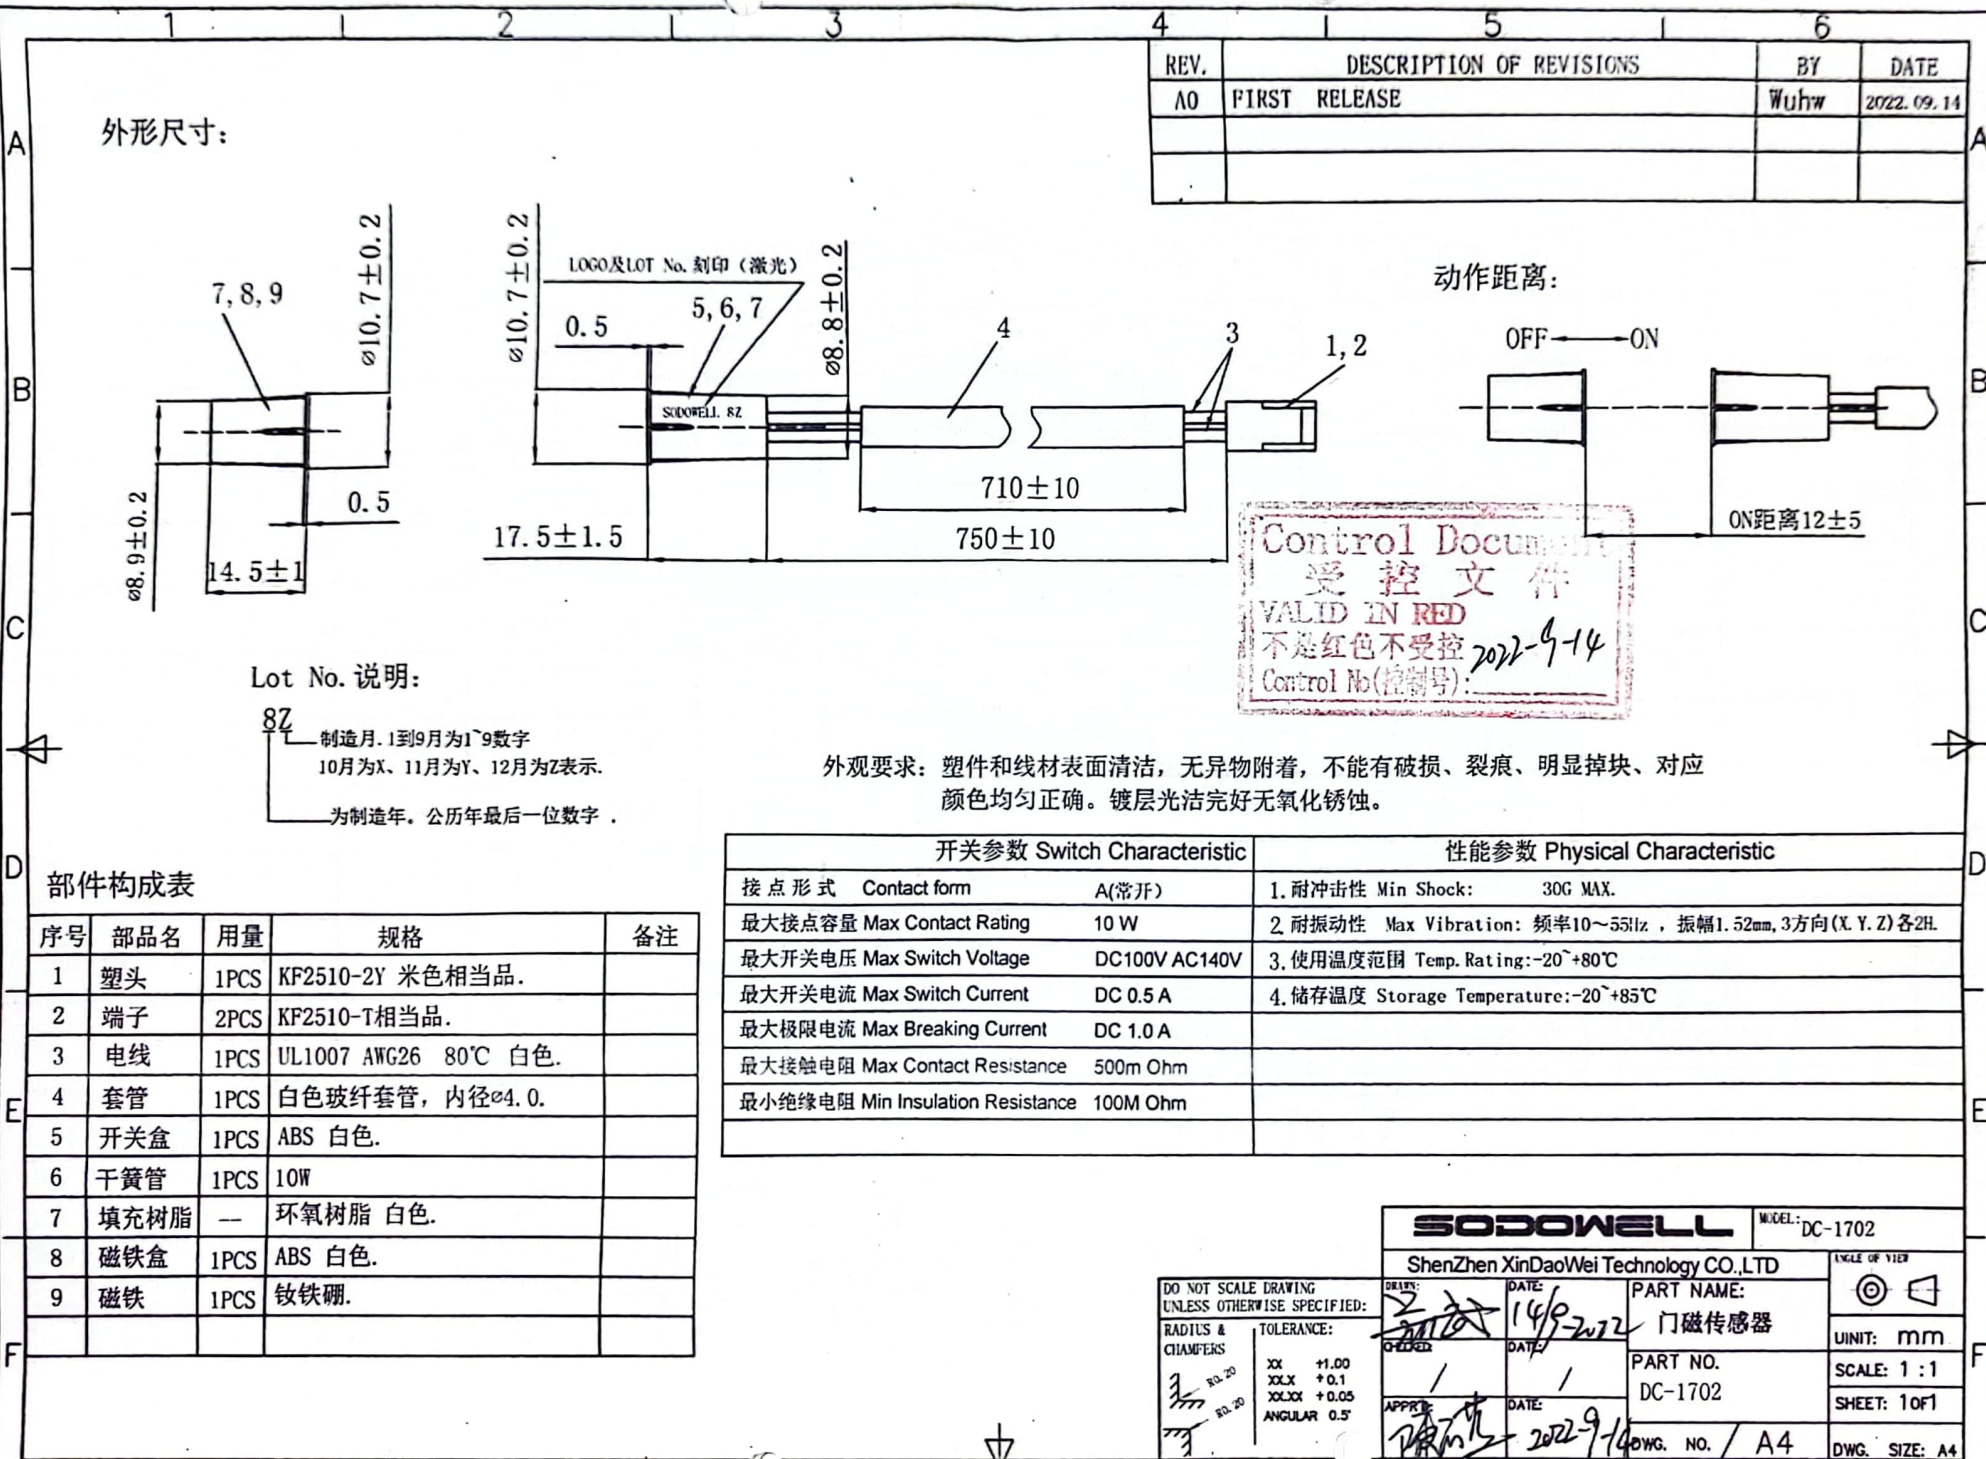 1 2 3 4 5 6
REV. DESCRIPTION OF REVISIONS BY DATE
A0 FIRST RELEASE Wuhw 2022.09.14
A A
外形尺寸:
7,8,9
⌀10.7±0.2
⌀8.9±0.2
14.5±1
0.5
⌀10.7±0.2
LOGO及LOT No.刻印（激光）
0.5
5,6,7
⌀8.8±0.2
SODOWELL. 8Z
4
3
1,2
710±10
17.5±1.5
750±10
动作距离:
OFF ON
ON距离12±5
B B
Control Document
受控文件
VALID IN RED
不是红色不受控
2022-9-14
Control No(控制号):
C C
Lot No.说明:
8Z
制造月.1到9月为1~9数字
10月为X、11月为Y、12月为Z表示.
为制造年。公历年最后一位数字 .
外观要求: 塑件和线材表面清洁，无异物附着，不能有破损、裂痕、明显掉块、对应
颜色均匀正确。镀层光洁完好无氧化锈蚀。
D D
部件构成表
序号 部品名 用量 规格 备注
1 塑头 1PCS KF2510-2Y 米色相当品.
2 端子 2PCS KF2510-T相当品.
3 电线 1PCS UL1007 AWG26 80℃ 白色.
4 套管 1PCS 白色玻纤套管, 内径⌀4.0.
5 开关盒 1PCS ABS 白色.
6 干簧管 1PCS 10W
7 填充树脂 -- 环氧树脂 白色.
8 磁铁盒 1PCS ABS 白色.
9 磁铁 1PCS 钕铁硼.
开关参数 Switch Characteristic
接点形式 Contact form A(常开)
最大接点容量 Max Contact Rating 10 W
最大开关电压 Max Switch Voltage DC100V AC140V
最大开关电流 Max Switch Current DC 0.5 A
最大极限电流 Max Breaking Current DC 1.0 A
最大接触电阻 Max Contact Resistance 500m Ohm
最小绝缘电阻 Min Insulation Resistance 100M Ohm
性能参数 Physical Characteristic
1.耐冲击性 Min Shock: 30G MAX.
2.耐振动性 Max Vibration: 频率10～55Hz , 振幅1.52mm,3方向(X.Y.Z)各2H.
3.使用温度范围 Temp.Rating:-20~+80℃
4.储存温度 Storage Temperature:-20~+85℃
E E
F F
DO NOT SCALE DRAWING
UNLESS OTHERWISE SPECIFIED:
RADIUS &
CHAMFERS
R0.20
R0.20
TOLERANCE:
XX +1.00
XX.X +0.1
XX.XX +0.05
ANGULAR 0.5°
SODOWELL
MODEL: DC-1702
ShenZhen XinDaoWei Technology CO.,LTD
ANGLE OF VIEW
DRAWN: DATE: 14/9-2022
CHECKED: / DATE: /
APPR'D: DATE: 2022-9-14
PART NAME:
门磁传感器
PART NO.
DC-1702
DWG. NO. / A4
UINIT: mm
SCALE: 1 :1
SHEET: 1OF1
DWG. SIZE: A4